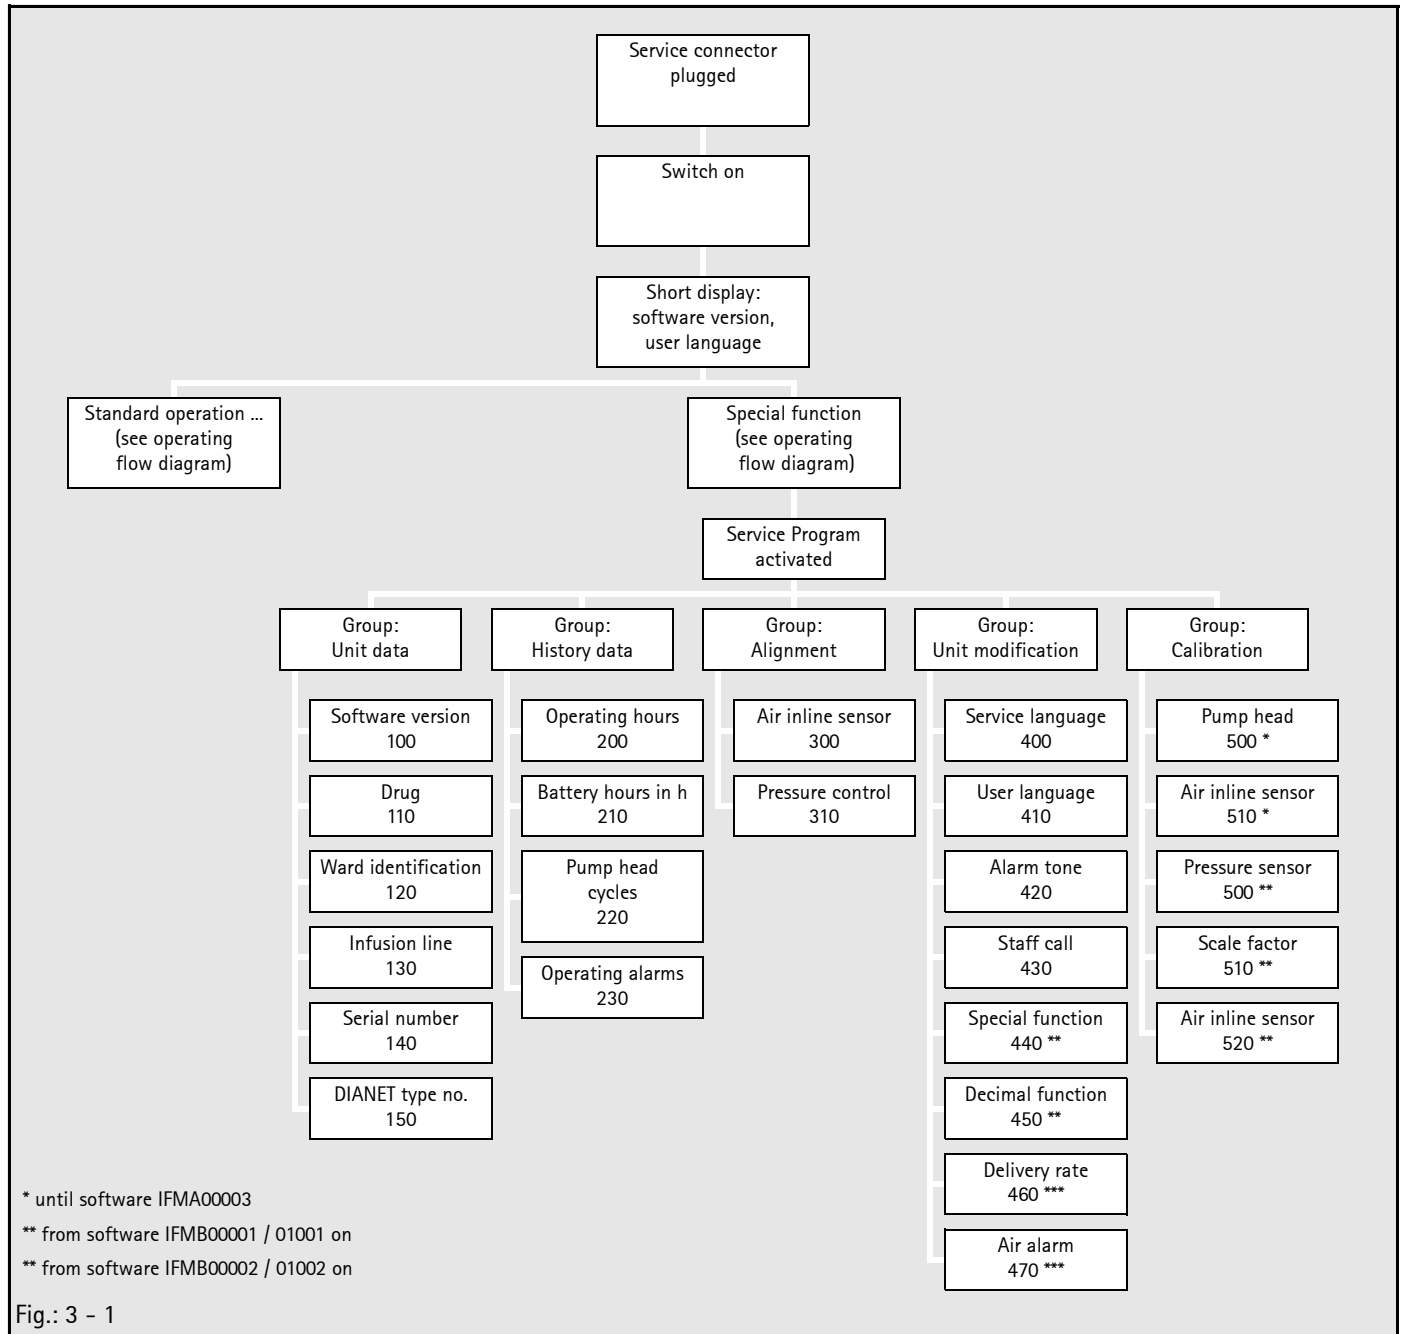 Service connector
plugged
Switch on
Short display:
software version,
user language
Standard operation ...
(see operating
flow diagram)
Special function
(see operating
flow diagram)
Service Program
activated
Group:
Unit data
Group:
History data
Group:
Alignment
Group:
Unit modification
Group:
Calibration
Software version
100
Drug
110
Ward identification
120
Infusion line
130
Serial number
140
DIANET type no.
150
Operating hours
200
Battery hours in h
210
Pump head
cycles
220
Operating alarms
230
Air inline sensor
300
Pressure control
310
Service language
400
User language
410
Alarm tone
420
Staff call
430
Special function
440 **
Decimal function
450 **
Delivery rate
460 ***
Air alarm
470 ***
Pump head
500 *
Air inline sensor
510 *
Pressure sensor
500 **
Scale factor
510 **
Air inline sensor
520 **
* until software IFMA00003
** from software IFMB00001 / 01001 on
** from software IFMB00002 / 01002 on
Fig.: 3 - 1